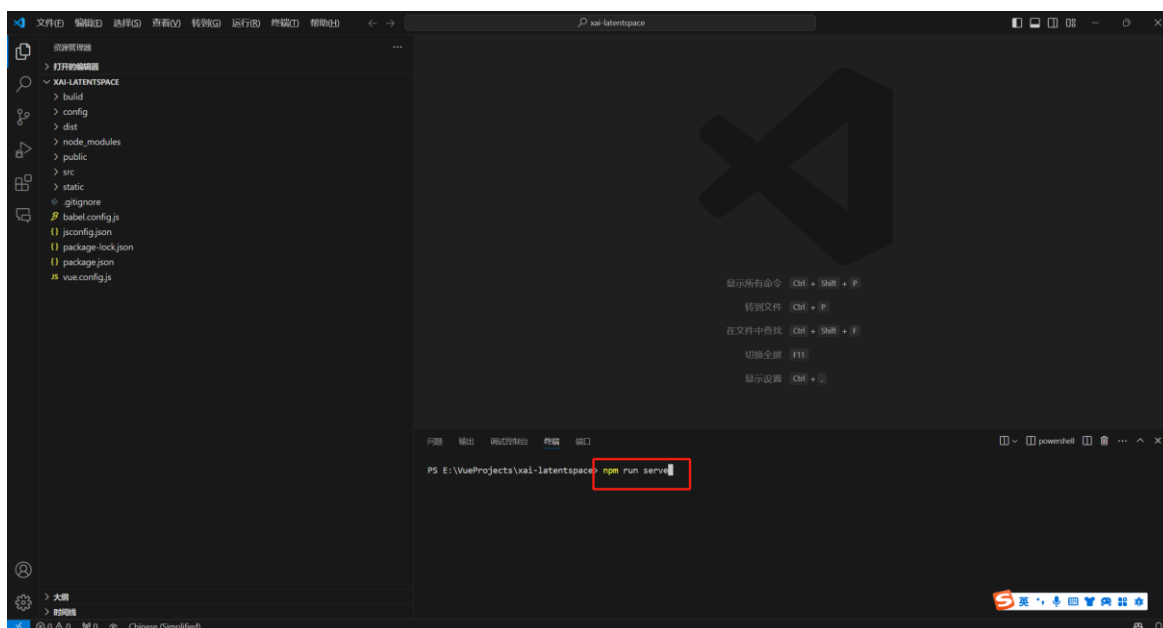 文件(F) 编辑(E) 选择(S) 查看(V) 转到(G) 运行(R) 终端(T) 帮助(H)
xai-latentspace
资源管理器
打开的编辑器
XAI-LATENTSPACE
bulid
config
dist
node_modules
public
src
static
.gitignore
babel.config.js
jsconfig.json
package-lock.json
package.json
vue.config.js
显示所有命令 Ctrl + Shift + P
转到文件 Ctrl + P
在文件中查找 Ctrl + Shift + F
切换全屏 F11
显示设置 Ctrl + ,
问题 输出 调试控制台 终端 端口
powershell
PS E:\VueProjects\xai-latentspace> npm run serve
大纲
时间线
英
0 0 0 Chinese (Simplified)